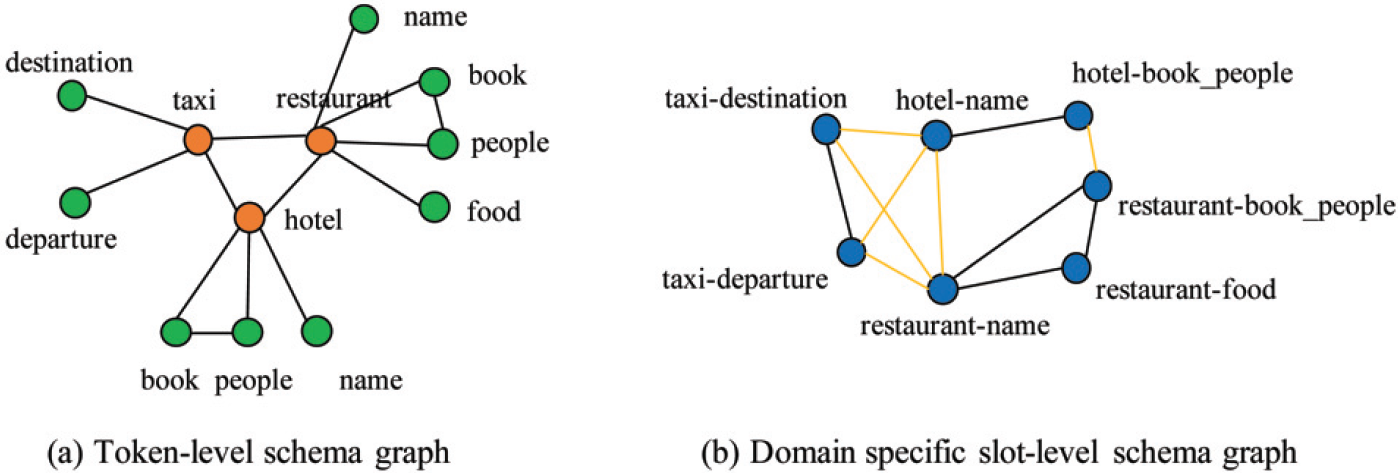 name
destination
book
taxi
restaurant
people
food
departure
hotel
book people name
(a) Token-level schema graph
hotel-book_people
taxi-destination
hotel-name
restaurant-book_people
taxi-departure
restaurant-food
restaurant-name
(b) Domain specific slot-level schema graph